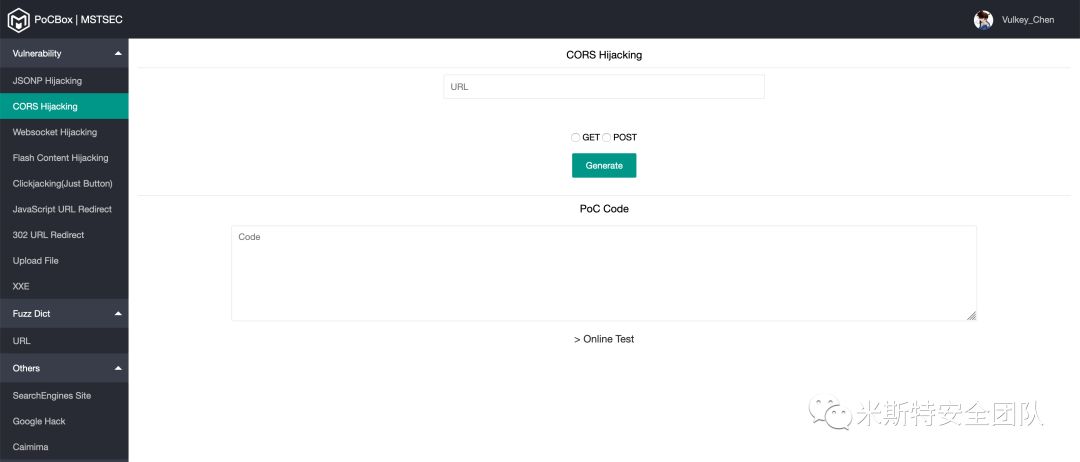 PoCBox | MSTSEC
Vulkey_Chen
Vulnerability
JSONP Hijacking
CORS Hijacking
Websocket Hijacking
Flash Content Hijacking
Clickjacking(Just Button)
JavaScript URL Redirect
302 URL Redirect
Upload File
XXE
Fuzz Dict
URL
Others
SearchEngines Site
Google Hack
Caimima
CORS Hijacking
URL
GET POST
Generate
PoC Code
Code
> Online Test
米斯特安全团队